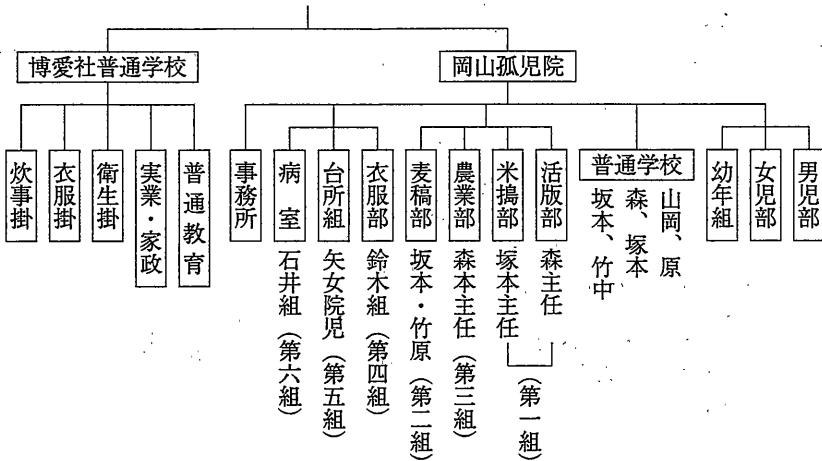 博愛社普通学校
岡山孤児院
炊事掛
衣服掛
衛生掛
実業・家政
普通教育
事務所
病室
石井組（第六組）
台所組
矢女院児（第五組）
衣服部
鈴木組（第四組）
麦稈部
坂本・竹原（第二組）
農業部
森本主任（第三組）
米搗部
塚本主任
活版部
森主任
（第一組）
普通学校
山岡、原
森、塚本
坂本、竹中
幼年組
女児部
男児部